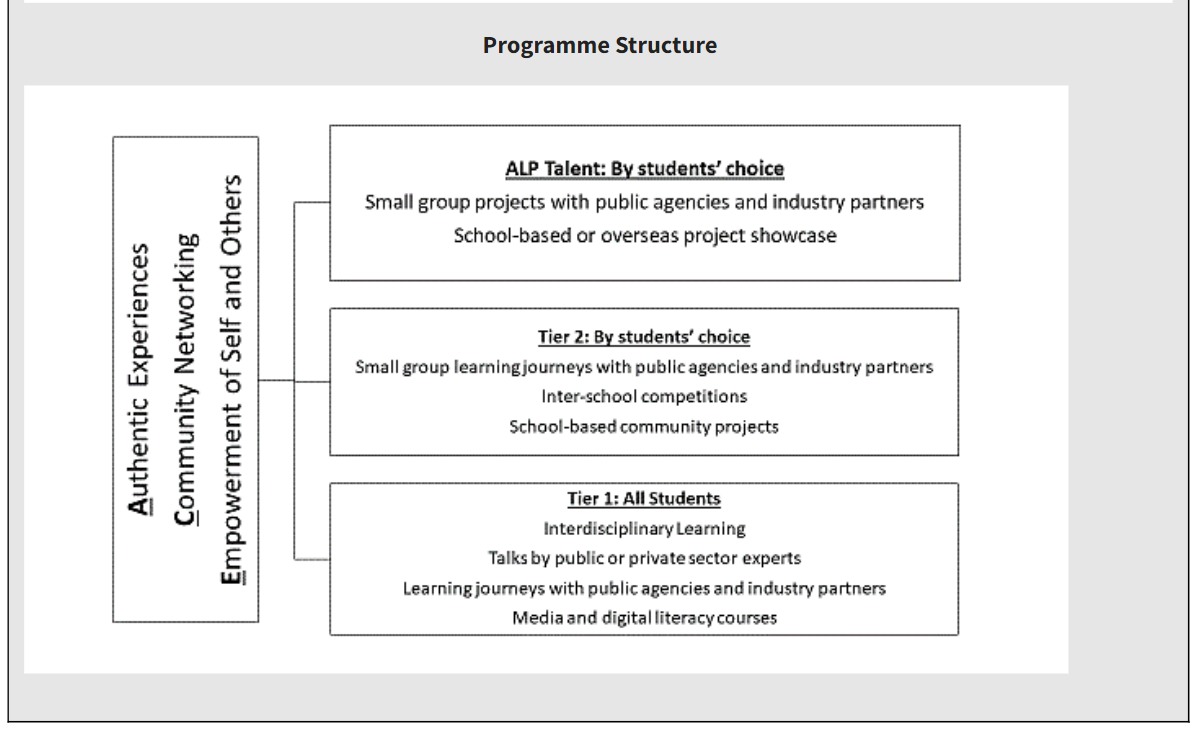 Programme Structure
Authentic Experiences
Community Networking
Empowerment of Self and Others
ALP Talent: By students’ choice
Small group projects with public agencies and industry partners
School-based or overseas project showcase
Tier 2: By students’ choice
Small group learning journeys with public agencies and industry partners
Inter-school competitions
School-based community projects
Tier 1: All Students
Interdisciplinary Learning
Talks by public or private sector experts
Learning journeys with public agencies and industry partners
Media and digital literacy courses